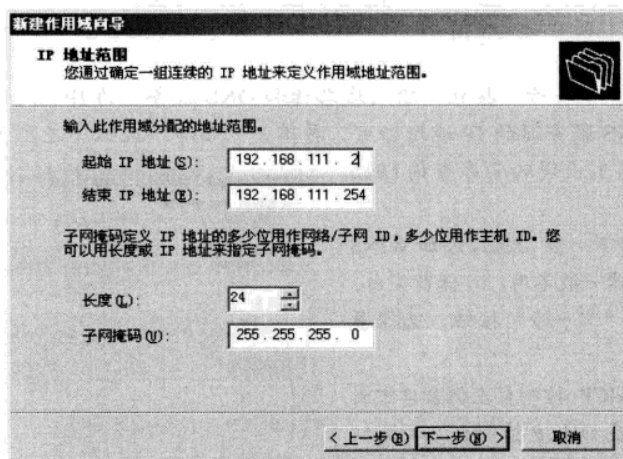 新建作用域向导
IP 地址范围
您通过确定一组连续的 IP 地址来定义作用域地址范围。
输入此作用域分配的地址范围。
起始 IP 地址(S): 192 . 168 . 111 . 2
结束 IP 地址(E): 192 . 168 . 111 . 254
子网掩码定义 IP 地址的多少位用作网络/子网 ID，多少位用作主机 ID。您
可以用长度或 IP 地址来指定子网掩码。
长度(L): 24
子网掩码(U): 255 . 255 . 255 . 0
< 上一步(B) 下一步(N) > 取消